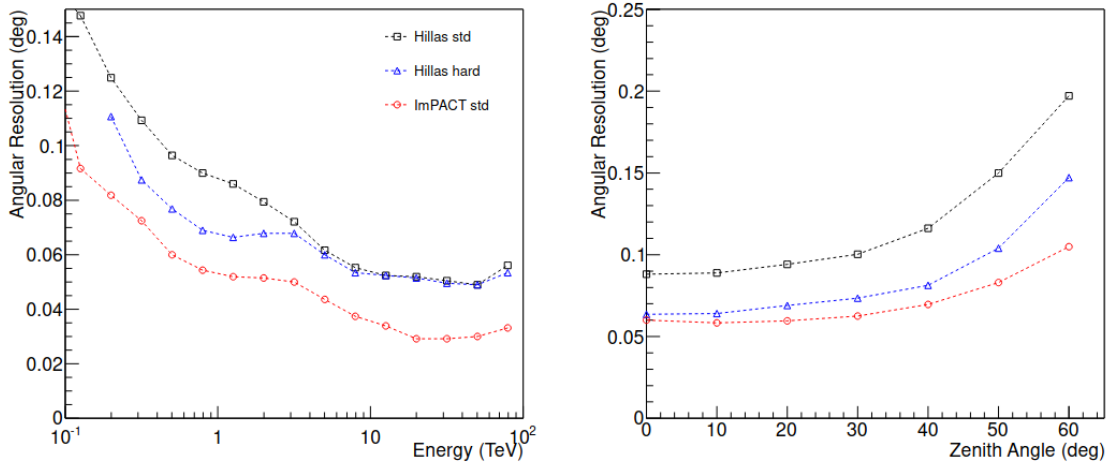 Angular Resolution (deg)
0.14
0.12
0.1
0.08
0.06
0.04
0.02
0
Hillas std
Hillas hard
ImPACT std
10⁻¹ 1 10 10²
Energy (TeV)
Angular Resolution (deg)
0.25
0.2
0.15
0.1
0.05
0
0 10 20 30 40 50 60
Zenith Angle (deg)